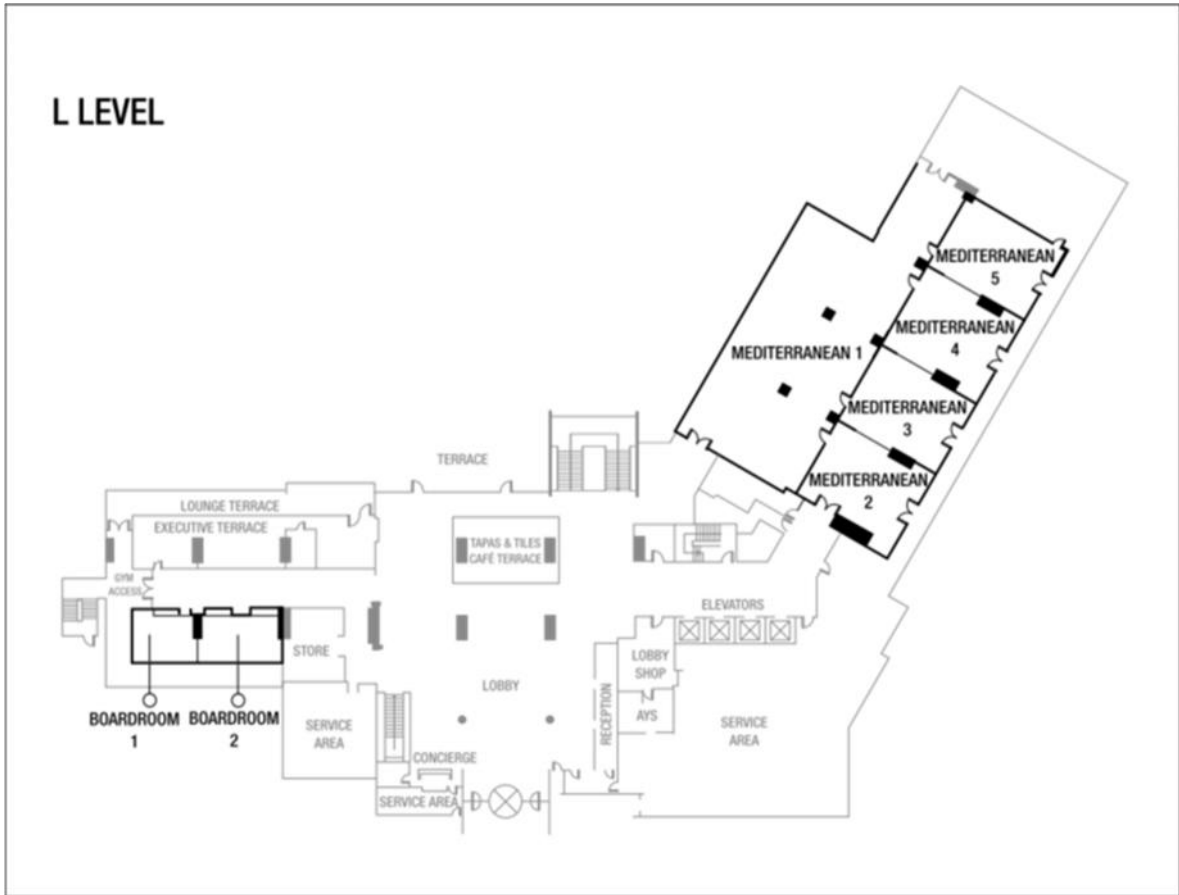 L LEVEL
MEDITERRANEAN
5
MEDITERRANEAN
4
MEDITERRANEAN 1
MEDITERRANEAN
3
MEDITERRANEAN
2
TERRACE
LOUNGE TERRACE
EXECUTIVE TERRACE
TAPAS & TILES
CAFÉ TERRACE
GYM
ACCESS
ELEVATORS
STORE
LOBBY
SHOP
LOBBY
RECEPTION
AYS
BOARDROOM
1
BOARDROOM
2
SERVICE
AREA
SERVICE
AREA
CONCIERGE
SERVICE AREA